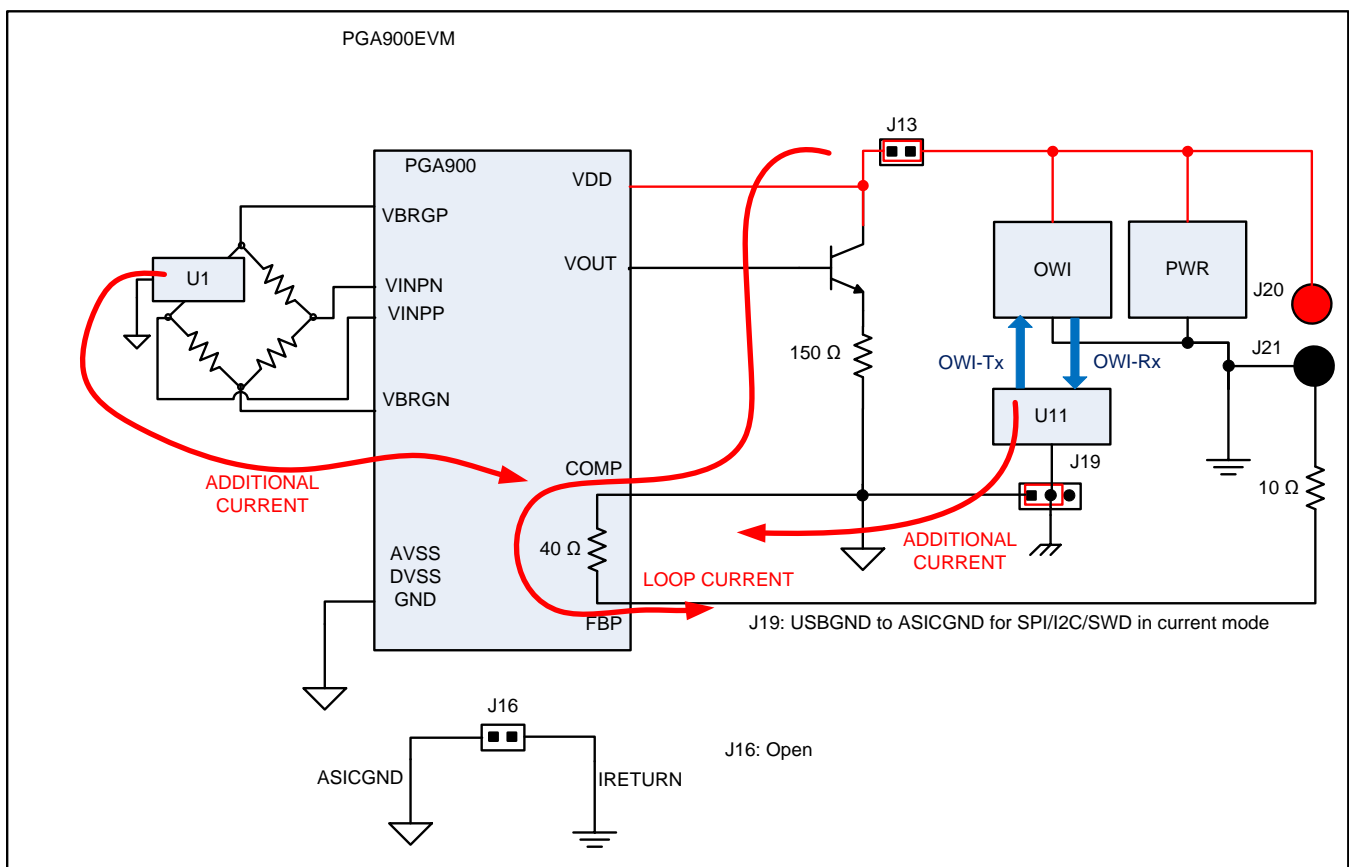 PGA900EVM
J13
PGA900
VDD
VBRGP
U1
VOUT
OWI
PWR
VINPN
VINPP
J20
J21
150 Ω
OWI-Tx
OWI-Rx
VBRGN
U11
COMP
J19
ADDITIONAL
CURRENT
10 Ω
40 Ω
ADDITIONAL
CURRENT
AVSS
DVSS
GND
LOOP CURRENT
FBP
J19: USBGND to ASICGND for SPI/I2C/SWD in current mode
J16
J16: Open
ASICGND
IRETURN